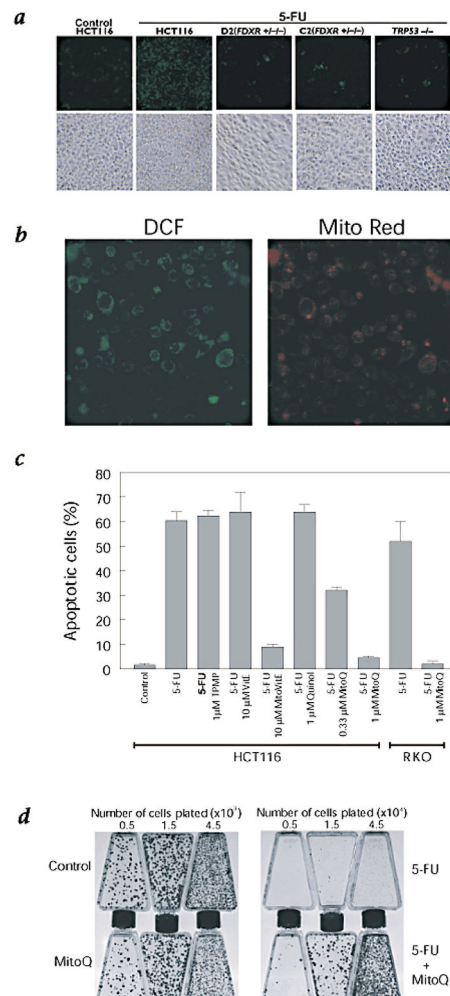 a
5-FU
Control
HCT116 HCT116 D2(FDXR +/–/–) C2(FDXR +/–/–) TRP53 –/–
b
DCF Mito Red
c
Apoptotic cells (%)
80
70
60
50
40
30
20
10
0
Control
5-FU
5-FU 1μM TPMP
5-FU 10 μM VitE
5-FU 10 μM MitoVitE
5-FU 1 μM Quinol
5-FU 0.33 μM MitoQ
5-FU 1 μM MitoQ
5-FU
5-FU 1 μM MitoQ
HCT116 RKO
d
Number of cells plated (x10³) Number of cells plated (x10⁴)
0.5 1.5 4.5 0.5 1.5 4.5
Control 5-FU
MitoQ 5-FU + MitoQ